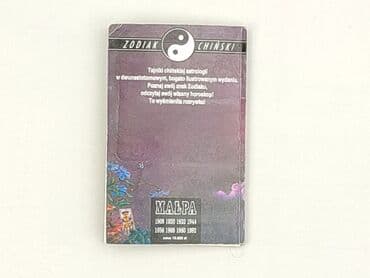 ZODIAK CHIŃSKI
Tajniki chińskiej astrologii
w dwunastotomowym, bogato ilustrowanym wydaniu.
Poznaj swój znak Zodiaku,
odczytaj swój własny horoskop!
Ta wyśmienita rozrywka!
MAŁPA
1908 1920 1932 1944
1956 1968 1980 1992